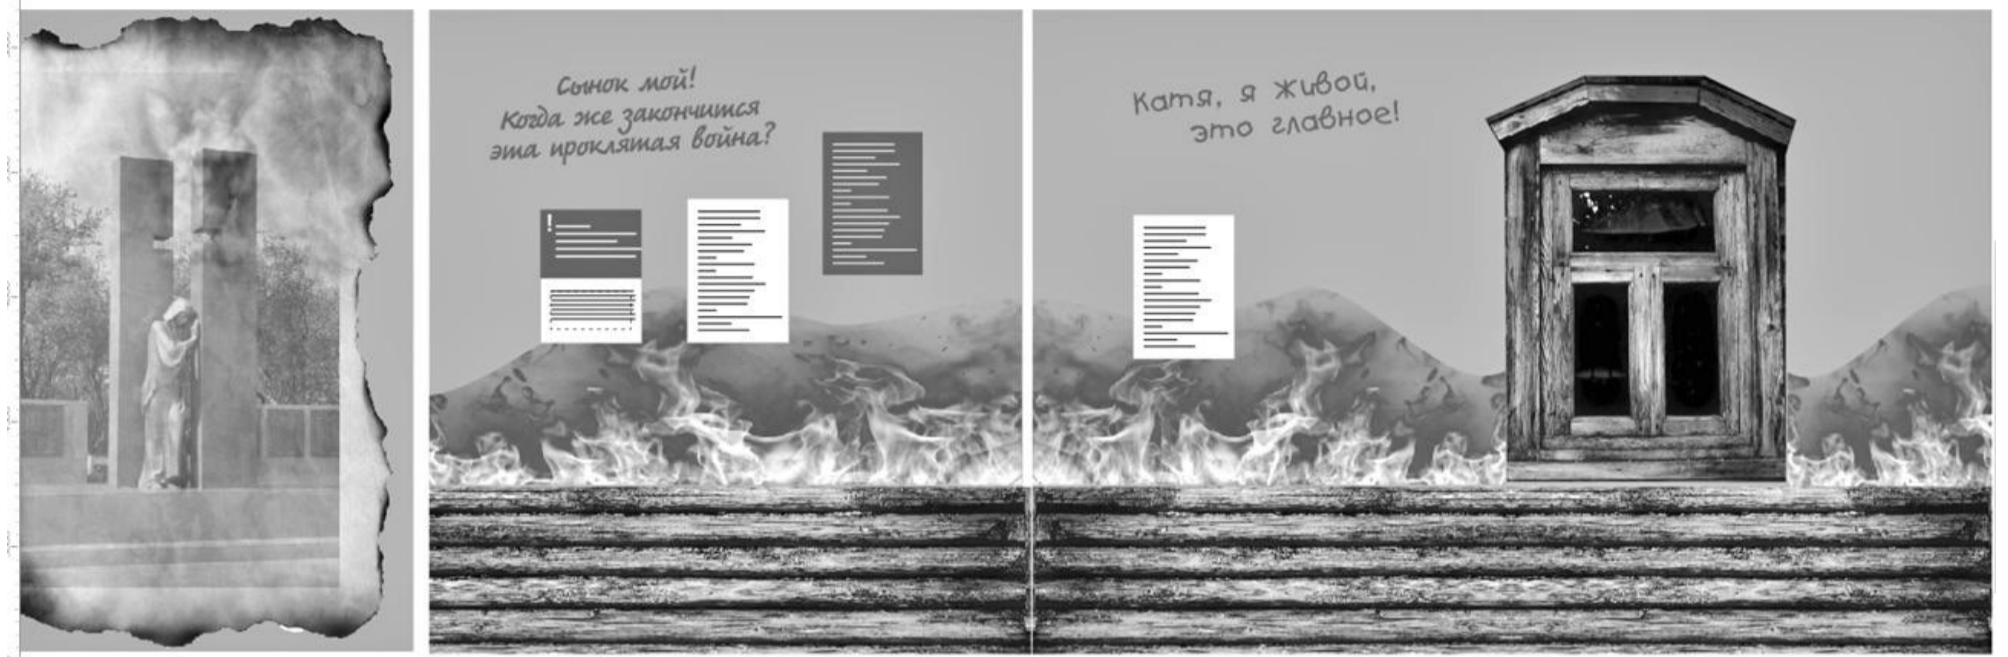 Сынок мой!
Когда же закончится
эта проклятая война?
!
Катя, я живой,
это главное!